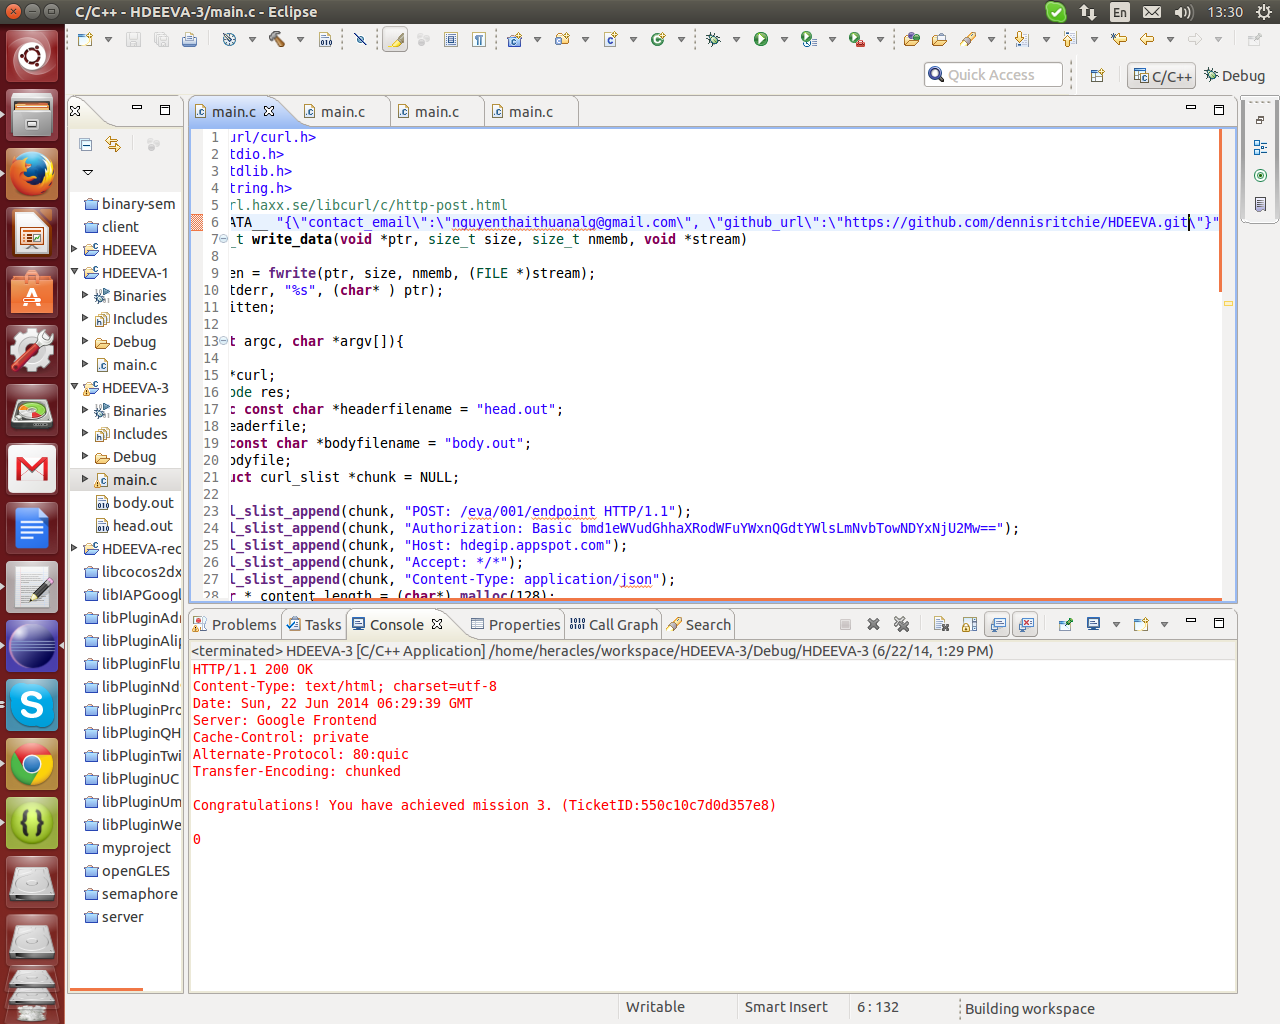 C/C++ - HDEEVA-3/main.c - Eclipse
En
13:30
Quick Access
C/C++
Debug
main.c
main.c
main.c
main.c
binary-sem
client
HDEEVA
HDEEVA-1
Binaries
Includes
Debug
main.c
HDEEVA-3
Binaries
Includes
Debug
main.c
body.out
head.out
HDEEVA-rec
libcocos2dx
libIAPGoogl
libPluginAdr
libPluginAlip
libPluginFlu
libPluginNd
libPluginPro
libPluginQH
libPluginTwi
libPluginUC
libPluginUm
libPluginWe
myproject
openGLES
semaphore
server
1 url/curl.h>
2 tdio.h>
3 tdlib.h>
4 tring.h>
5 rl.haxx.se/libcurl/c/http-post.html
6 ATA__ "{\"contact_email\":\"nguyenthaithuanalg@gmail.com\", \"github_url\":\"https://github.com/dennisritchie/HDEEVA.git\"}"
7 _t write_data(void *ptr, size_t size, size_t nmemb, void *stream)
8
9 en = fwrite(ptr, size, nmemb, (FILE *)stream);
10 tderr, "%s", (char* ) ptr);
11 itten;
12
13 t argc, char *argv[]){
14
15 *curl;
16 ode res;
17 c const char *headerfilename = "head.out";
18 eaderfile;
19 const char *bodyfilename = "body.out";
20 odyfile;
21 uct curl_slist *chunk = NULL;
22
23 l_slist_append(chunk, "POST: /eva/001/endpoint HTTP/1.1");
24 l_slist_append(chunk, "Authorization: Basic bmd1eWVudGhhaXRodWFuYWxnQGdtYWlsLmNvbTowNDYxNjU2Mw==");
25 l_slist_append(chunk, "Host: hdegip.appspot.com");
26 l_slist_append(chunk, "Accept: */*");
27 l_slist_append(chunk, "Content-Type: application/json");
28 r * content_length = (char*) malloc(128);
Problems
Tasks
Console
Properties
Call Graph
Search
<terminated> HDEEVA-3 [C/C++ Application] /home/heracles/workspace/HDEEVA-3/Debug/HDEEVA-3 (6/22/14, 1:29 PM)
HTTP/1.1 200 OK
Content-Type: text/html; charset=utf-8
Date: Sun, 22 Jun 2014 06:29:39 GMT
Server: Google Frontend
Cache-Control: private
Alternate-Protocol: 80:quic
Transfer-Encoding: chunked
Congratulations! You have achieved mission 3. (TicketID:550c10c7d0d357e8)
0
Writable
Smart Insert
6 : 132
Building workspace